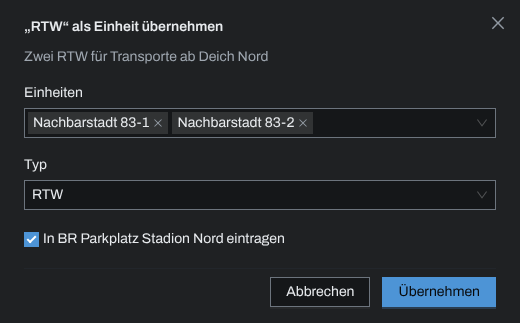 „RTW“ als Einheit übernehmen
Zwei RTW für Transporte ab Deich Nord
Einheiten
Nachbarstadt 83-1 Nachbarstadt 83-2
Typ
RTW
In BR Parkplatz Stadion Nord eintragen
Abbrechen Übernehmen